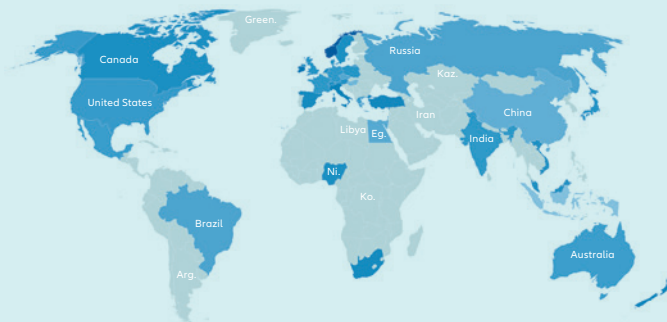 Green.
Canada
Russia
Kaz.
United States
China
Iran
Libya
Eg.
India
Ni.
Ko.
Brazil
Australia
Arg.